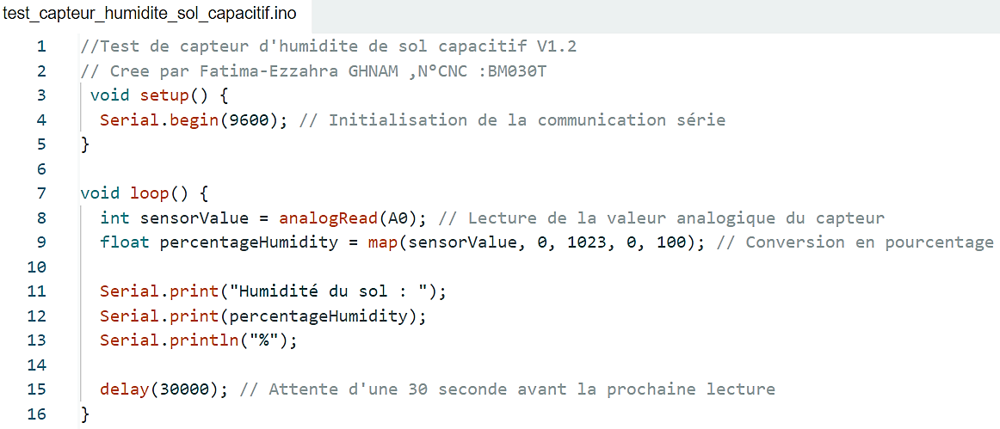 test_capteur_humidite_sol_capacitif.ino
1 //Test de capteur d'humidite de sol capacitif V1.2
2 // Cree par Fatima-Ezzahra GHNAM ,N°CNC :BM030T
3 void setup() {
4 Serial.begin(9600); // Initialisation de la communication série
5 }
6
7 void loop() {
8 int sensorValue = analogRead(A0); // Lecture de la valeur analogique du capteur
9 float percentageHumidity = map(sensorValue, 0, 1023, 0, 100); // Conversion en pourcentage
10
11 Serial.print("Humidité du sol : ");
12 Serial.print(percentageHumidity);
13 Serial.println("%");
14
15 delay(30000); // Attente d'une 30 seconde avant la prochaine lecture
16 }